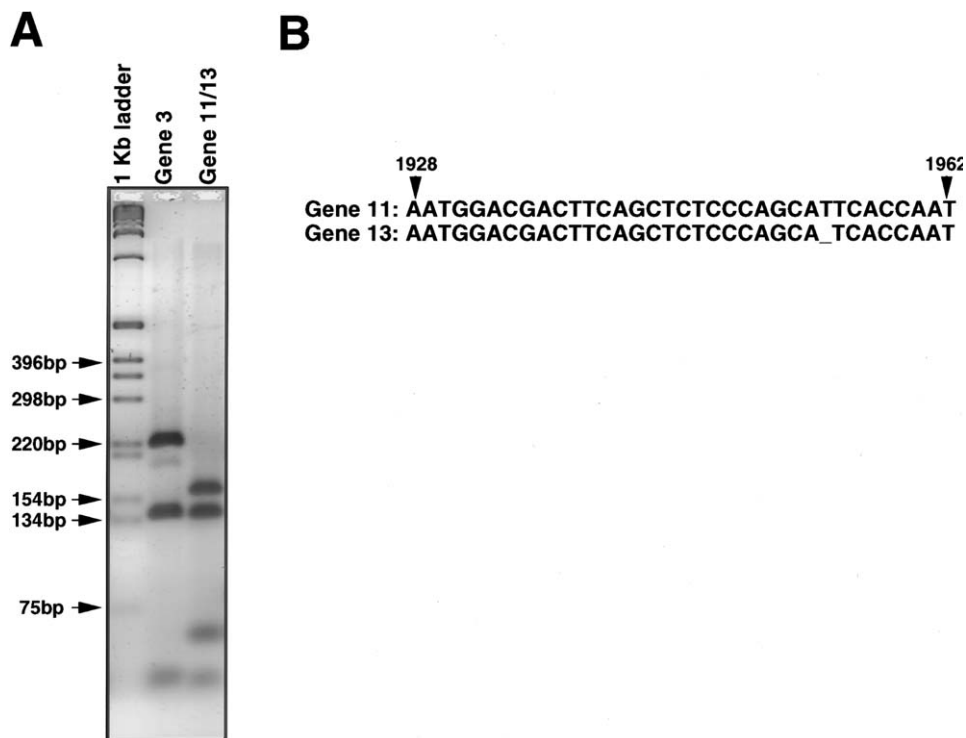 A
B
1 Kb ladder
Gene 3
Gene 11/13
396bp
298bp
220bp
154bp
134bp
75bp
1928
1962
Gene 11: AATGGACGACTTCAGCTCTCCCAGCATTCACCAAT
Gene 13: AATGGACGACTTCAGCTCTCCCAGCA_TCACCAAT